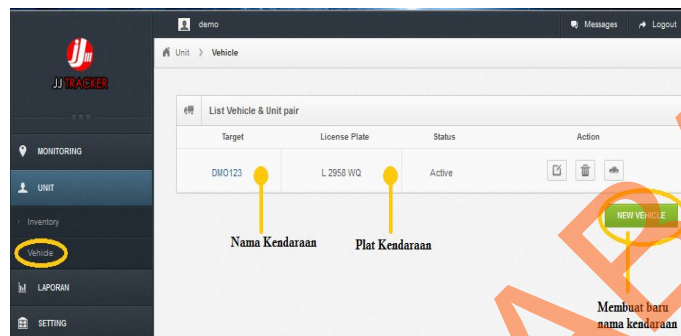 demo
Messages
Logout
JJ TRACKER
Unit > Vehicle
List Vehicle & Unit pair
Target License Plate Status Action
DMO123 L 2958 WQ Active
MONITORING
UNIT
Inventory
Vehicle
LAPORAN
SETTING
NEW VEHICLE
Nama Kendaraan
Plat Kendaraan
Membuat baru
nama kendaraan